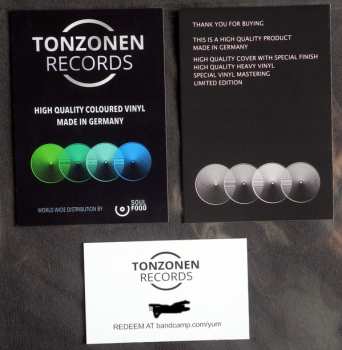 TONZONEN
RECORDS
HIGH QUALITY COLOURED VINYL
MADE IN GERMANY
WORLD WIDE DISTRIBUTION BY
SOUL
FOOD
THANK YOU FOR BUYING
THIS IS A HIGH QUALITY PRODUCT
MADE IN GERMANY
HIGH QUALITY COVER WITH SPECIAL FINISH
HIGH QUALITY HEAVY VINYL
SPECIAL VINYL MASTERING
LIMITED EDITION
TONZONEN
RECORDS
REDEEM AT bandcamp.com/yum